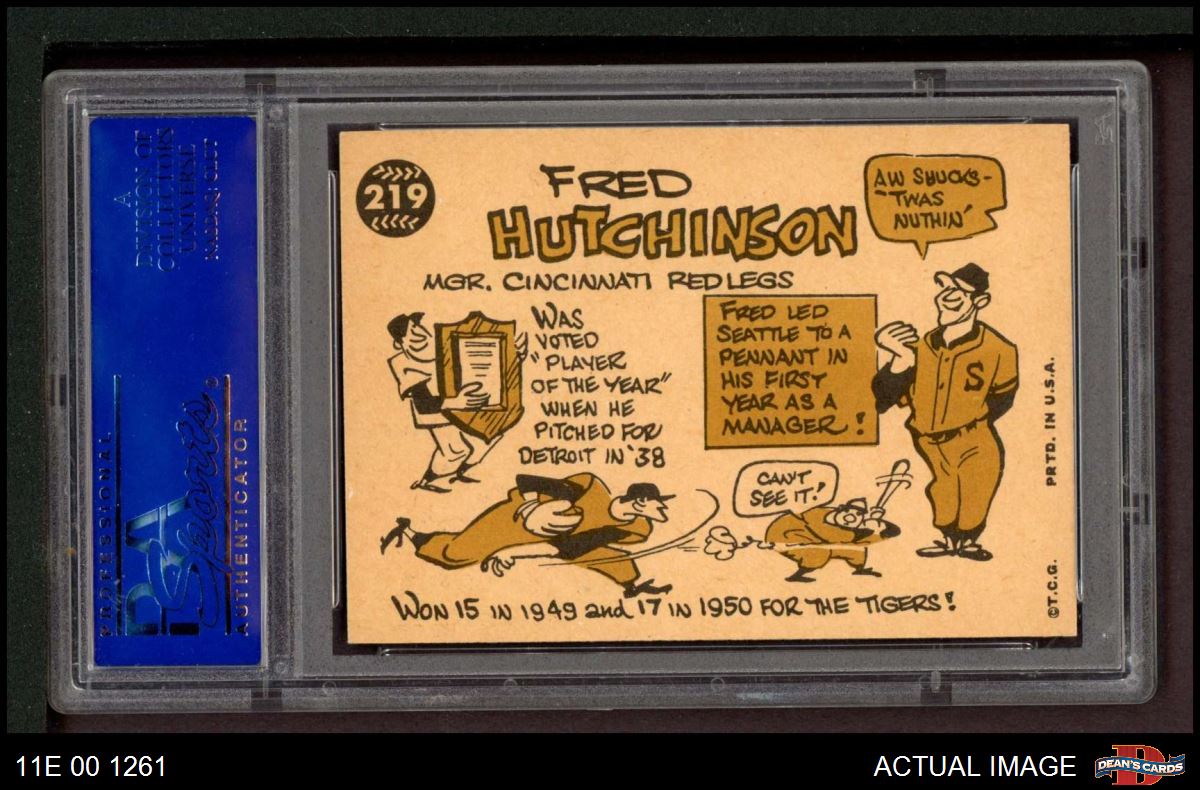 A
DIVISION OF
COLLECTORS
UNIVERSE
NASDAQ: CLCT
PROFESSIONAL
PSA
Sports
AUTHENTICATOR
219
FRED
HUTCHINSON
MGR. CINCINNATI REDLEGS
AW SHUCKS-
'TWAS
NUTHIN'
WAS
VOTED
"PLAYER
OF THE YEAR"
WHEN HE
PITCHED FOR
DETROIT IN '38
FRED LED
SEATTLE TO A
PENNANT IN
HIS FIRST
YEAR AS A
MANAGER!
S
CAN'T
SEE IT!
WON 15 IN 1949 and 17 IN 1950 FOR THE TIGERS!
PRTD. IN U.S.A.
©T.C.G.
11E 00 1261
ACTUAL IMAGE
D
DEAN'S CARDS